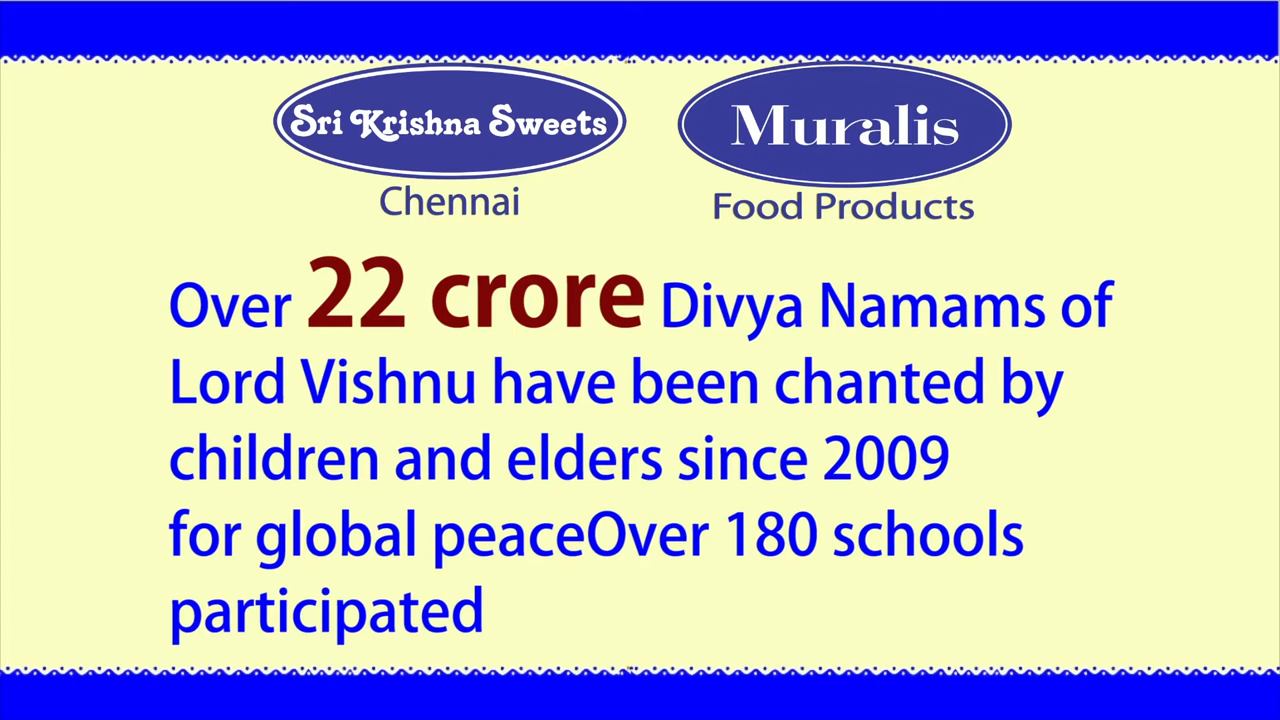 Sri Krishna Sweets
Chennai
Muralis
Food Products
Over 22 crore Divya Namams of
Lord Vishnu have been chanted by
children and elders since 2009
for global peaceOver 180 schools
participated